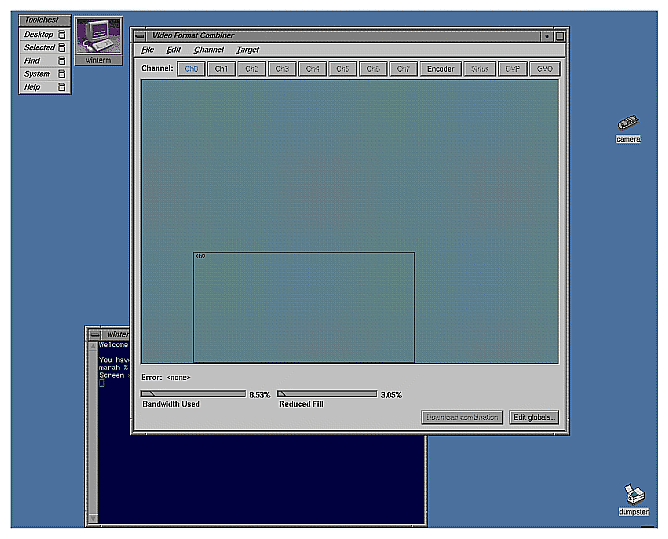 Toolchest
Desktop
Selected
Find
System
Help
winterm
Video Format Combiner
File Edit Channel Target
Channel: Ch0 Ch1 Ch2 Ch3 Ch4 Ch5 Ch6 Ch7 Encoder Sirius DVP GVO
Ch0
camera
winterm
Welcome
You have
marah %
Screen
Error: <none>
8.53% 3.05%
Bandwidth Used Reduced Fill
Download combination Edit globals...
dumpster